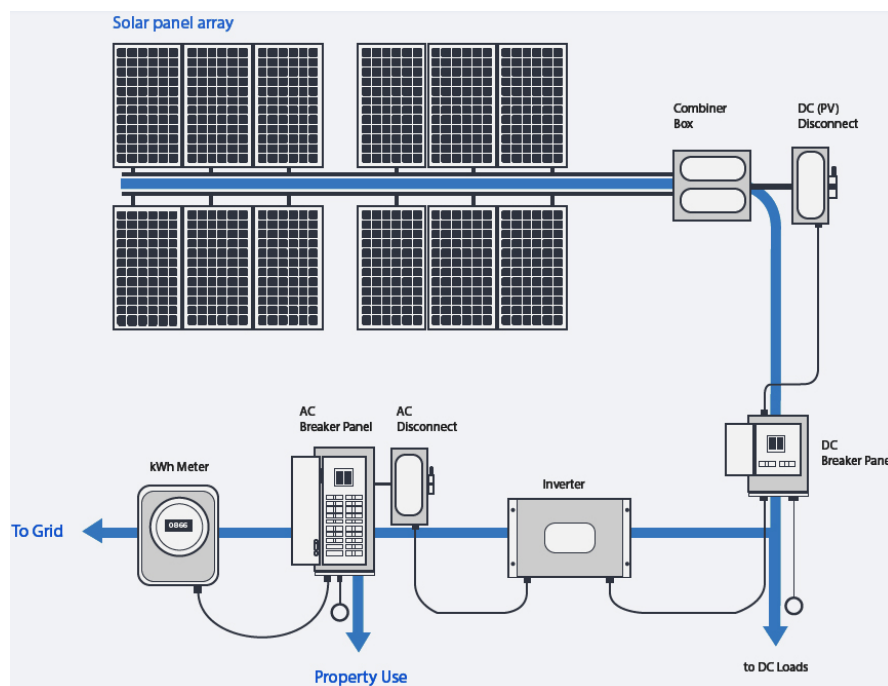 Solar panel array
Combiner
Box
DC (PV)
Disconnect
AC
Breaker Panel
AC
Disconnect
kWh Meter
Inverter
DC
Breaker Pane
0866
To Grid
to DC Loads
Property Use